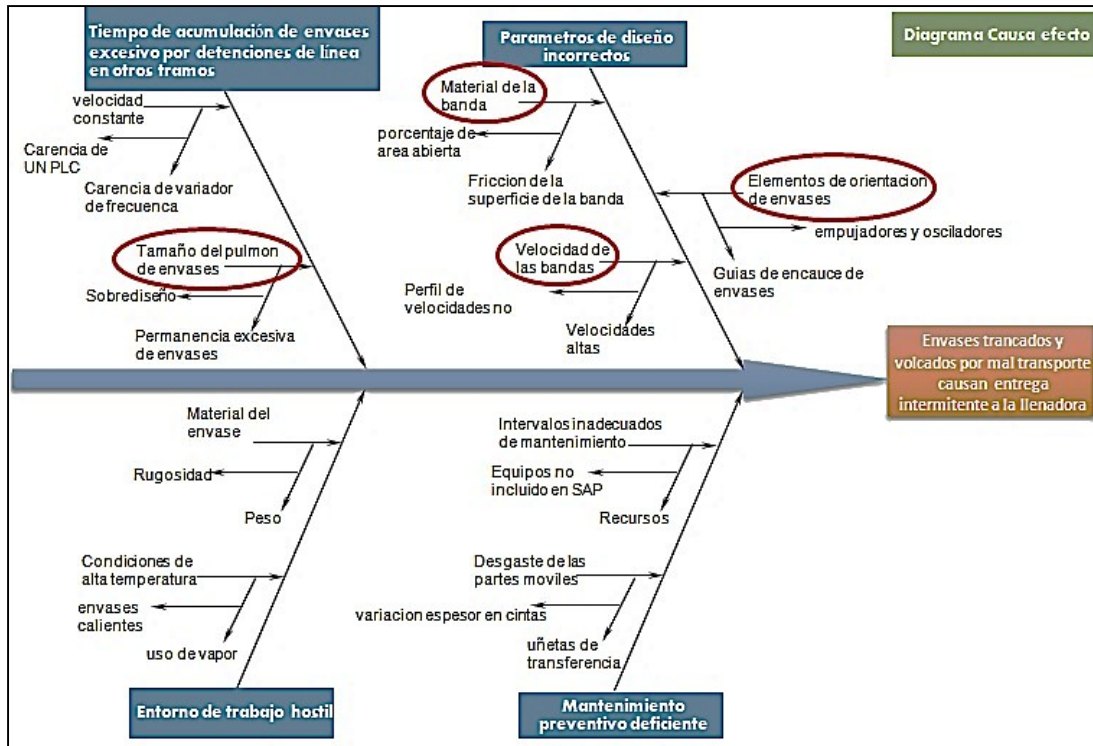 Tiempo de acumulación de envases
excesivo por detenciones de línea
en otros tramos
Parametros de diseño
incorrectos
Diagrama Causa efecto
velocidad
constante
Carencia de
UN PLC
Carencia de variador
de frecuenca
Tamaño del pulmon
de envases
Sobrediseño
Permanencia excesiva
de envases
Material de la
banda
porcentaje de
area abierta
Friccion de la
superficie de la banda
Elementos de orientacion
de envases
empujadores y osciladores
Guias de encauce de
envases
Velocidad de
las bandas
Perfil de
velocidades no
Velocidades
altas
Envases trancados y
volcados por mal transporte
causan entrega
intermitente a la llenadora
Material del
envase
Rugosidad
Peso
Condiciones de
alta temperatura
envases
calientes
uso de vapor
Intervalos inadecuados
de mantenimiento
Equipos no
incluido en SAP
Recursos
Desgaste de las
partes moviles
variacion espesor en cintas
uñetas de
transferencia
Entorno de trabajo hostil
Mantenimiento
preventivo deficiente